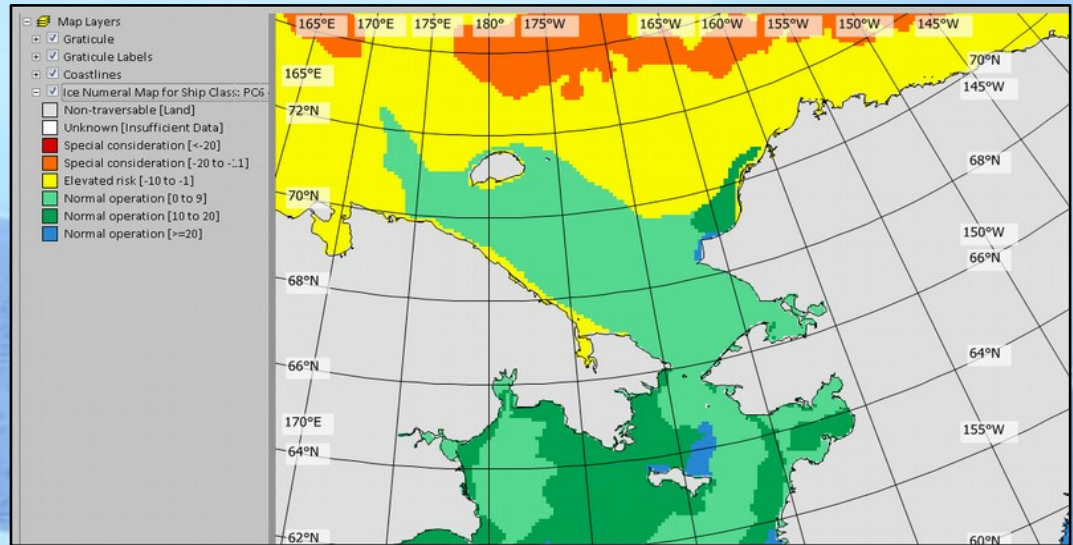 Map Layers
Graticule
Graticule Labels
Coastlines
Ice Numeral Map for Ship Class: PC6
Non-traversable [Land]
Unknown [Insufficient Data]
Special consideration [<-20]
Special consideration [-20 to -11]
Elevated risk [-10 to -1]
Normal operation [0 to 9]
Normal operation [10 to 20]
Normal operation [>=20]
165°E 170°E 175°E 180° 175°W 165°W 160°W 155°W 150°W 145°W
70°N
165°E
145°W
72°N
68°N
70°N
150°W
66°N
68°N
64°N
66°N
170°E
155°W
64°N
62°N
60°N